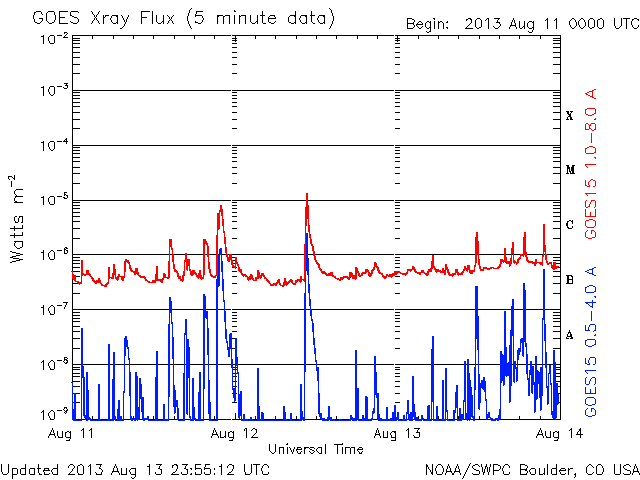 GOES Xray Flux (5 minute data)
Begin: 2013 Aug 11 0000 UTC
10-2
10-3
10-4
10-5
10-6
10-7
10-8
10-9
Watts m-2
X
M
C
B
A
GOES15 1.0-8.0 A
GOES15 0.5-4.0 A
Aug 11
Aug 12
Aug 13
Aug 14
Universal Time
Updated 2013 Aug 13 23:55:12 UTC
NOAA/SWPC Boulder, CO USA